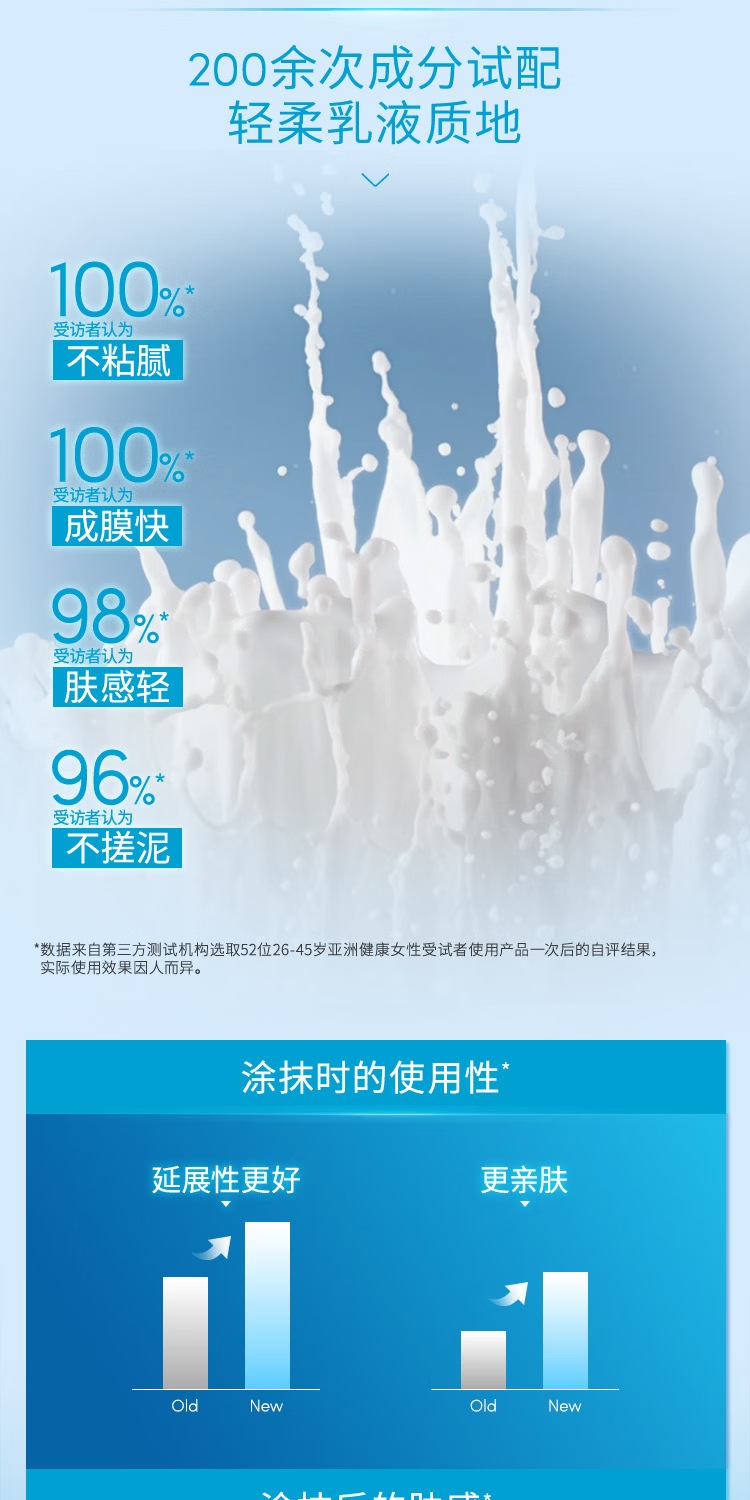 200余次成分试配
轻柔乳液质地
100%*
受访者认为
不粘腻
100%*
受访者认为
成膜快
98%*
受访者认为
肤感轻
96%*
受访者认为
不搓泥
*数据来自第三方测试机构选取52位26-45岁亚洲健康女性受试者使用产品一次后的自评结果，
实际使用效果因人而异。
涂抹时的使用性*
延展性更好
更亲肤
Old New
Old New
涂抹后的肤感*